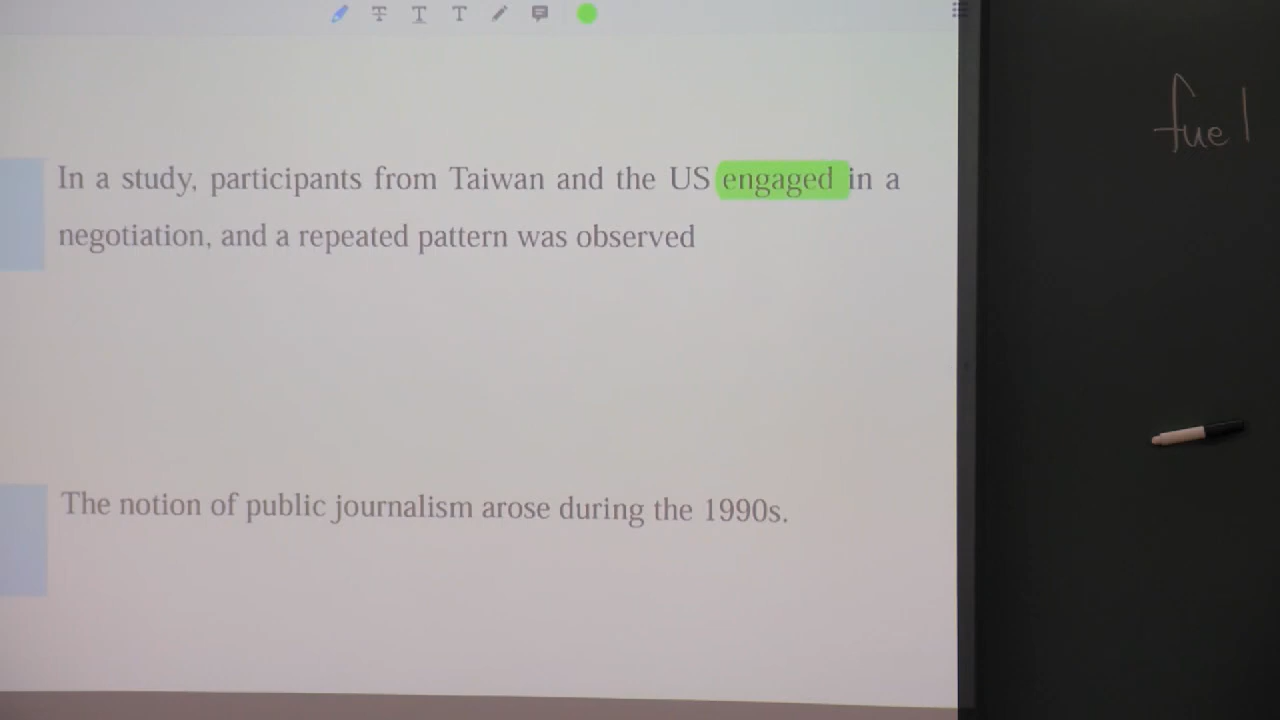 In a study, participants from Taiwan and the US engaged in a
negotiation, and a repeated pattern was observed
The notion of public journalism arose during the 1990s.
fuel